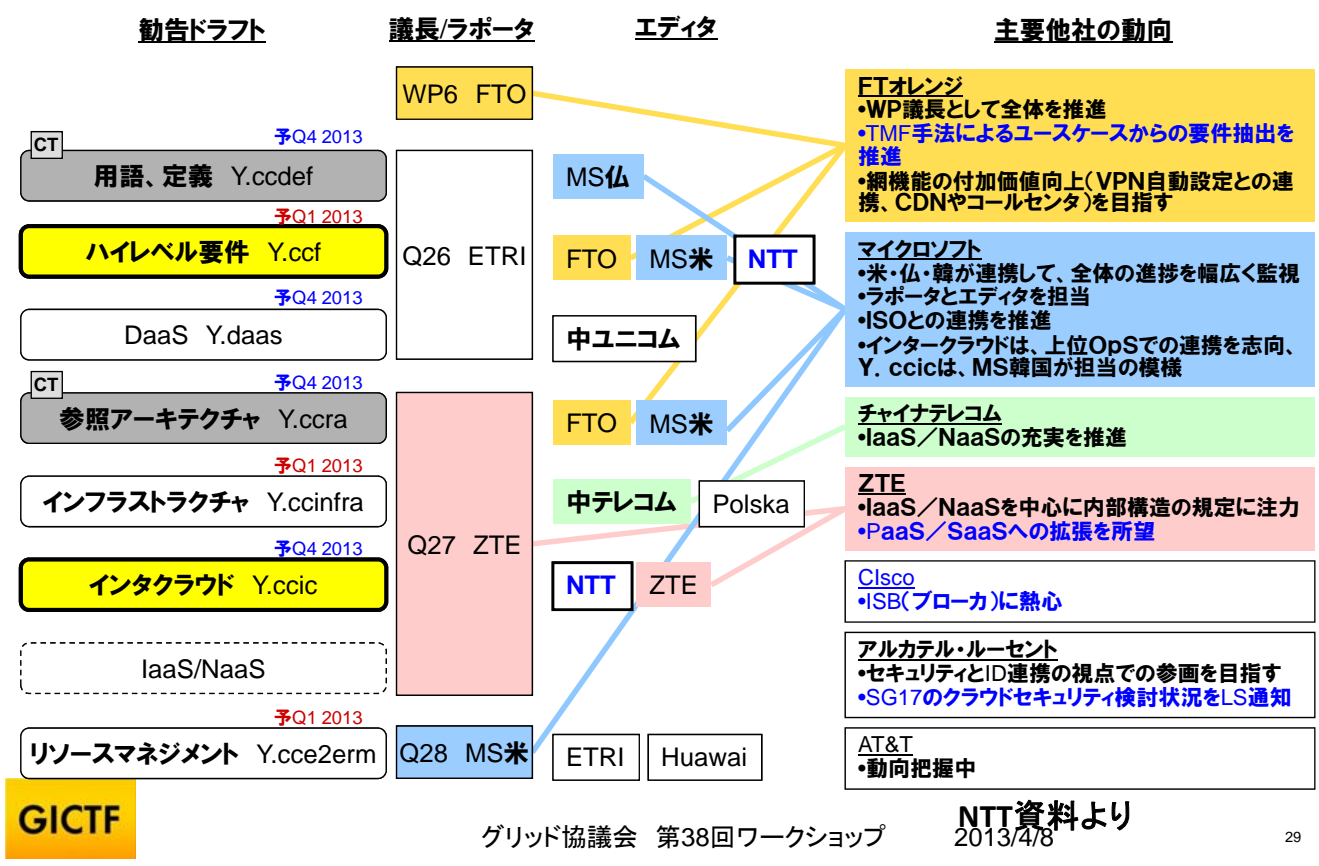 勧告ドラフト
議長/ラポータ
エディタ
主要他社の動向
WP6 FTO
CT
予Q4 2013
用語、定義 Y.ccdef
予Q1 2013
ハイレベル要件 Y.ccf
予Q4 2013
DaaS Y.daas
Q26 ETRI
MS仏
FTO
MS米
NTT
中ユニコム
CT
予Q4 2013
参照アーキテクチャ Y.ccra
予Q1 2013
インフラストラクチャ Y.ccinfra
予Q4 2013
インタクラウド Y.ccic
IaaS/NaaS
Q27 ZTE
FTO
MS米
中テレコム
Polska
NTT
ZTE
予Q1 2013
リソースマネジメント Y.cce2erm
Q28 MS米
ETRI
Huawai
FTオレンジ
•WP議長として全体を推進
•TMF手法によるユースケースからの要件抽出を
推進
•網機能の付加価値向上(VPN自動設定との連
携、CDNやコールセンタ)を目指す
マイクロソフト
•米・仏・韓が連携して、全体の進捗を幅広く監視
•ラポータとエディタを担当
•ISOとの連携を推進
•インタークラウドは、上位OpSでの連携を志向、
Y. ccicは、MS韓国が担当の模様
チャイナテレコム
•IaaS/NaaSの充実を推進
ZTE
•IaaS/NaaSを中心に内部構造の規定に注力
•PaaS/SaaSへの拡張を所望
CIsco
•ISB(ブローカ)に熱心
アルカテル・ルーセント
•セキュリティとID連携の視点での参画を目指す
•SG17のクラウドセキュリティ検討状況をLS通知
AT&T
•動向把握中
GICTF
NTT資料より
グリッド協議会 第38回ワークショップ 2013/4/8
29